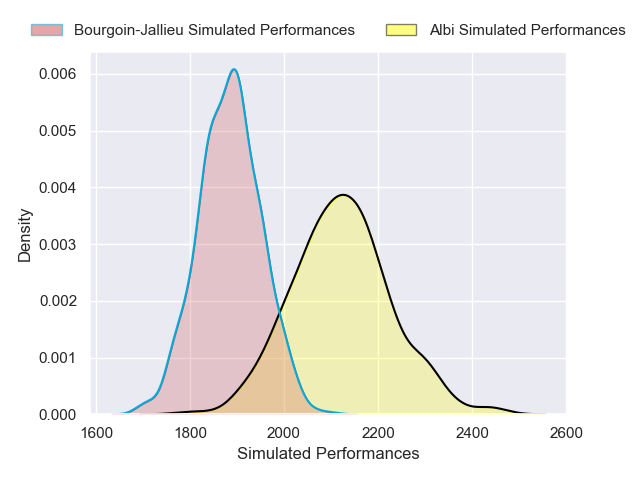 Bourgoin-Jallieu Simulated Performances
Albi Simulated Performances
0.006
0.005
0.004
0.003
0.002
0.001
0.000
Density
1600 1800 2000 2200 2400 2600
Simulated Performances